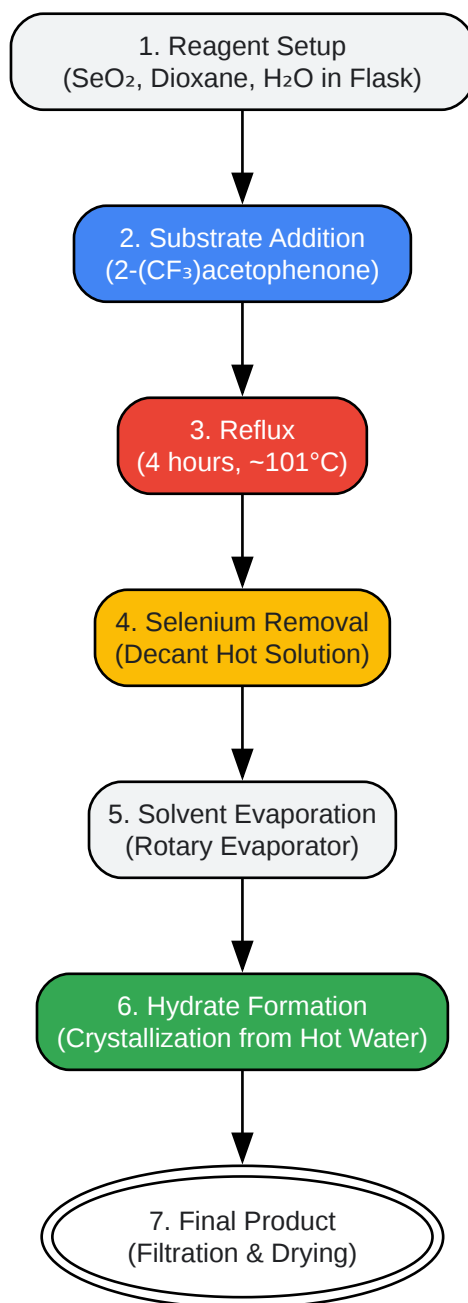 1. Reagent Setup
(SeO₂, Dioxane, H₂O in Flask)
2. Substrate Addition
(2-(CF₃)acetophenone)
3. Reflux
(4 hours, ~101°C)
4. Selenium Removal
(Decant Hot Solution)
5. Solvent Evaporation
(Rotary Evaporator)
6. Hydrate Formation
(Crystallization from Hot Water)
7. Final Product
(Filtration & Drying)